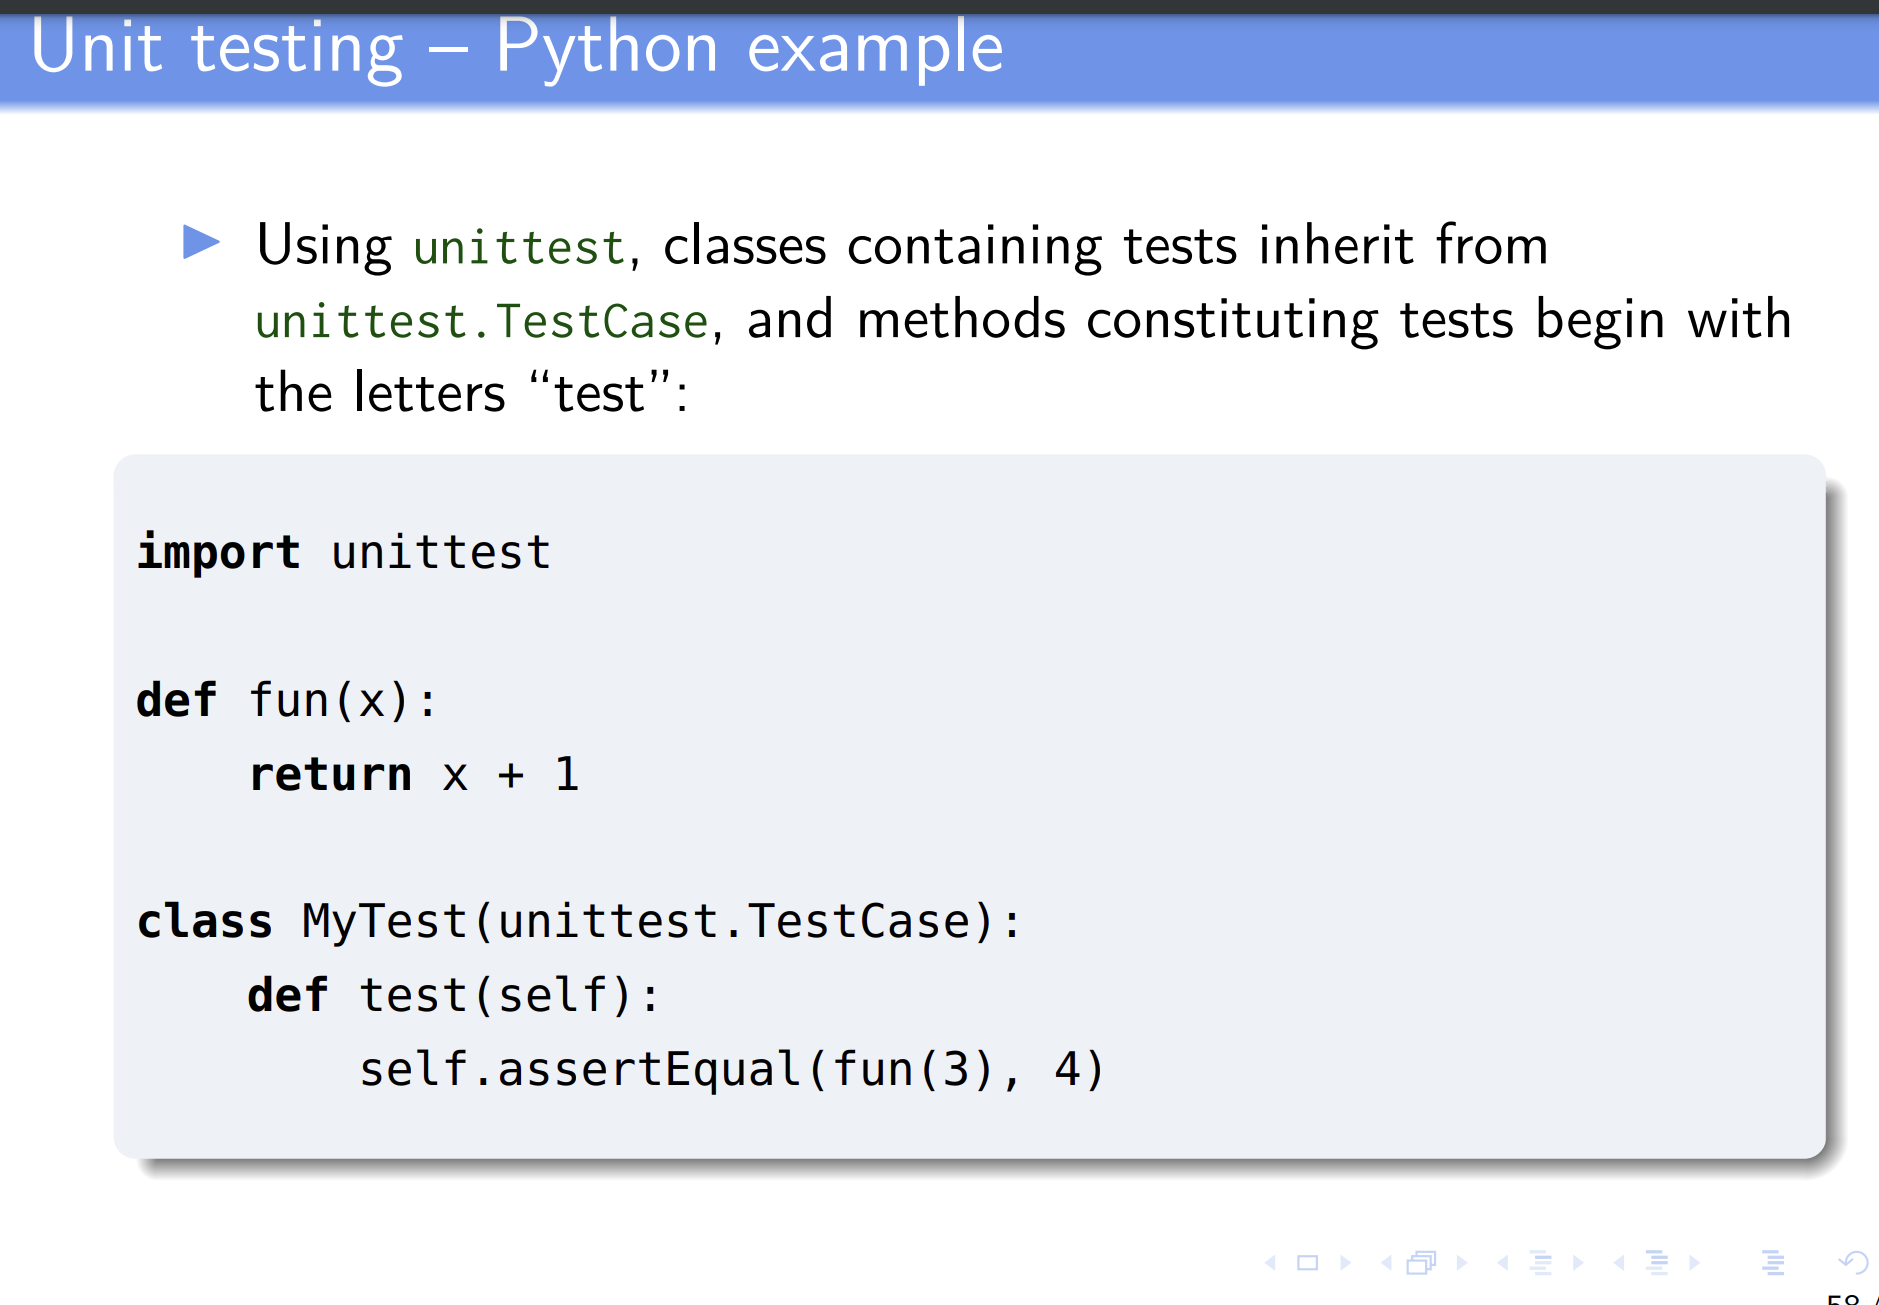 Unit testing – Python example
Using unittest, classes containing tests inherit from
unittest.TestCase, and methods constituting tests begin with
the letters “test”:
import unittest
def fun(x):
    return x + 1
class MyTest(unittest.TestCase):
    def test(self):
        self.assertEqual(fun(3), 4)